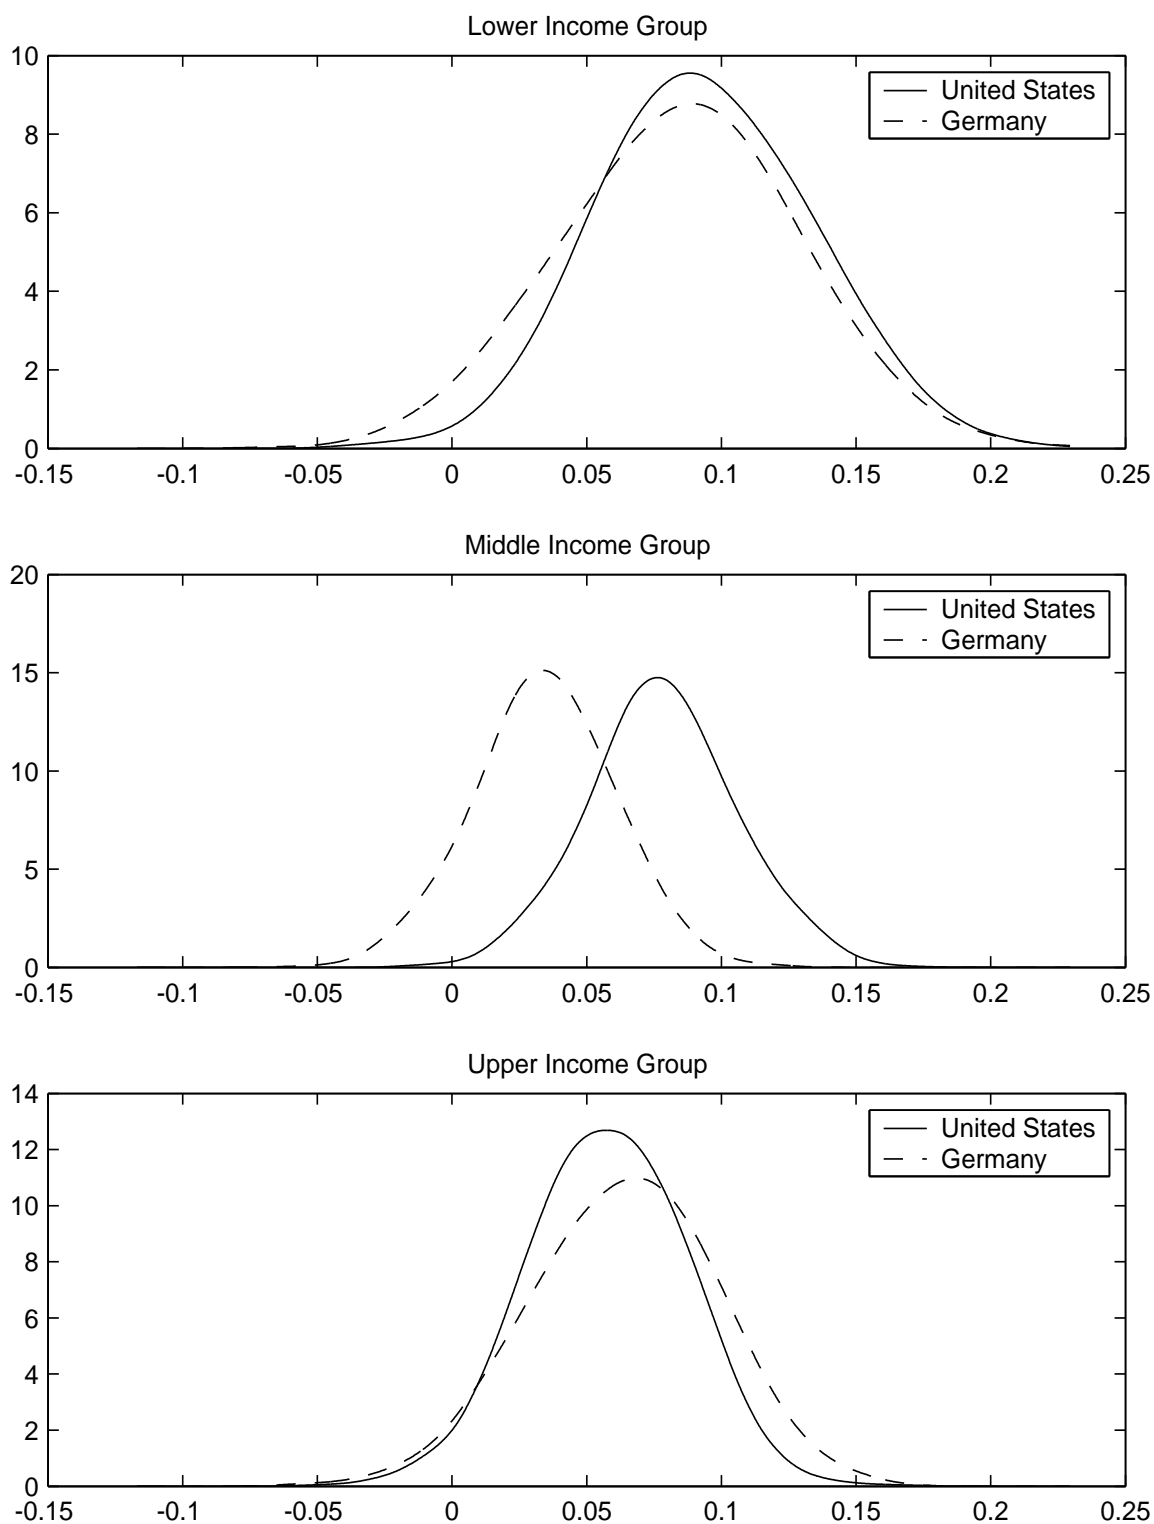 Lower Income Group
10
8
6
4
2
0
-0.15 -0.1 -0.05 0 0.05 0.1 0.15 0.2 0.25
United States
Germany
Middle Income Group
20
15
10
5
0
-0.15 -0.1 -0.05 0 0.05 0.1 0.15 0.2 0.25
United States
Germany
Upper Income Group
14
12
10
8
6
4
2
0
-0.15 -0.1 -0.05 0 0.05 0.1 0.15 0.2 0.25
United States
Germany